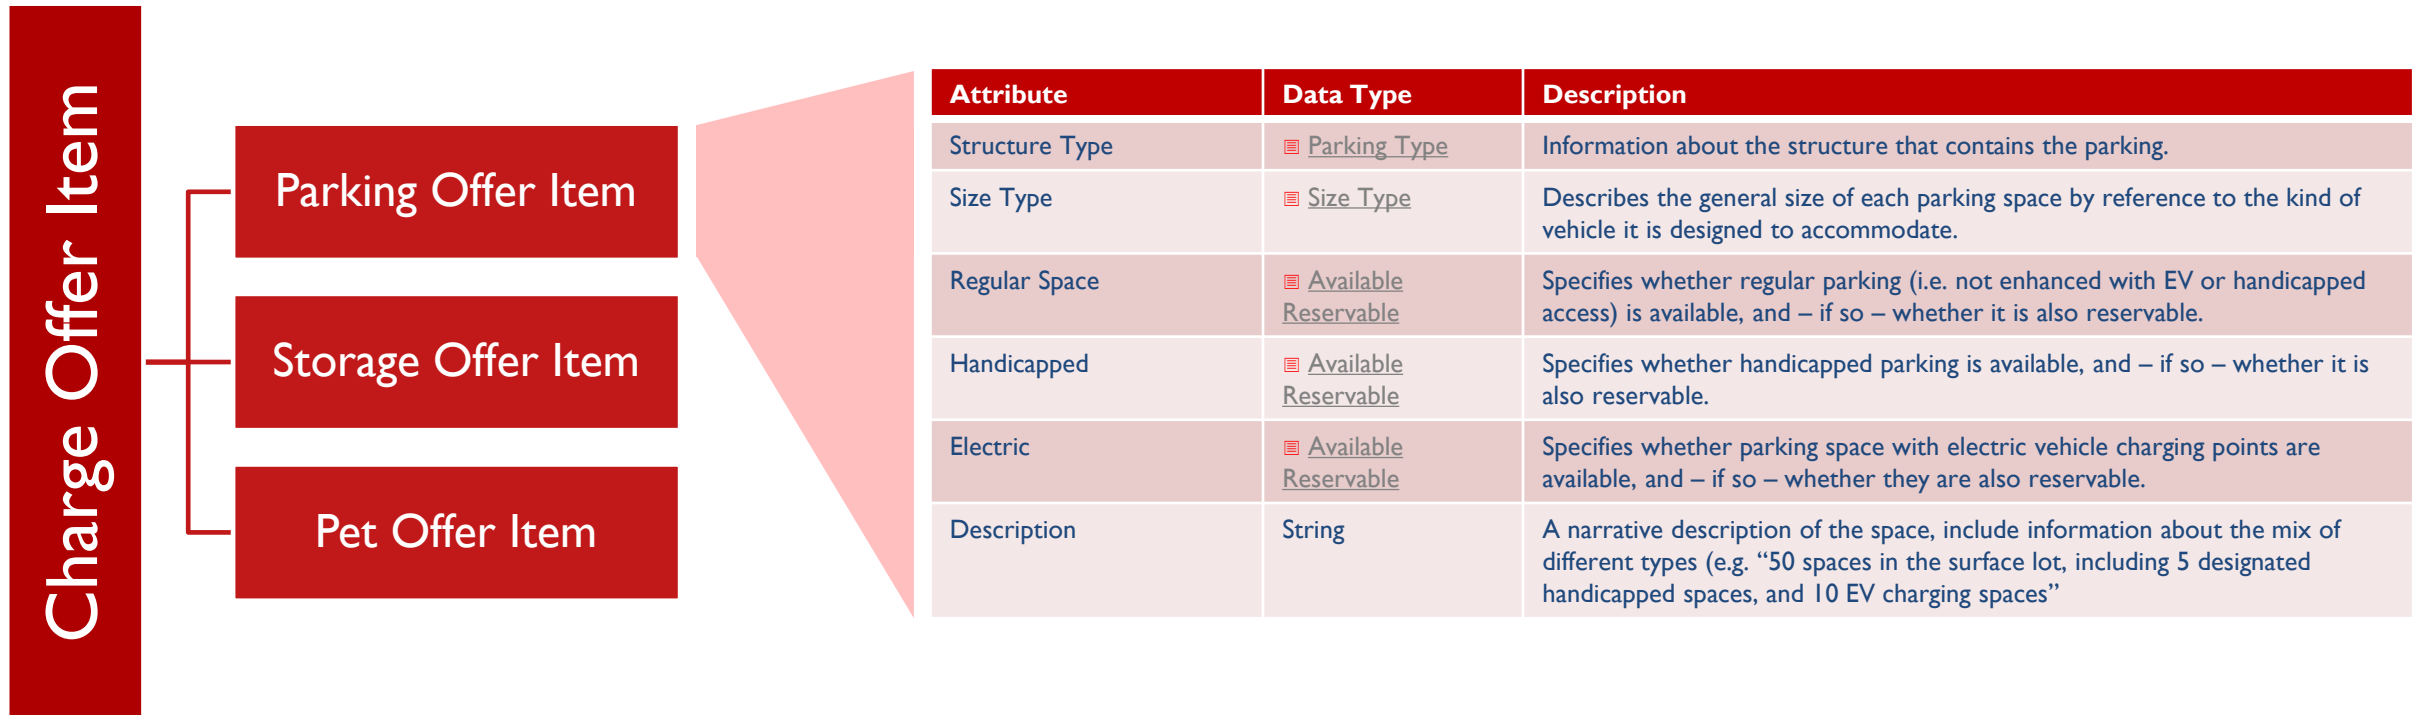 Charge Offer Item
Parking Offer Item
Storage Offer Item
Pet Offer Item
Attribute Data Type Description
Structure Type Parking Type Information about the structure that contains the parking.
Size Type Size Type Describes the general size of each parking space by reference to the kind of
vehicle it is designed to accommodate.
Regular Space Available Specifies whether regular parking (i.e. not enhanced with EV or handicapped
Reservable access) is available, and – if so – whether it is also reservable.
Handicapped Available Specifies whether handicapped parking is available, and – if so – whether it is
Reservable also reservable.
Electric Available Specifies whether parking space with electric vehicle charging points are
Reservable available, and – if so – whether they are also reservable.
Description String A narrative description of the space, include information about the mix of
different types (e.g. “50 spaces in the surface lot, including 5 designated
handicapped spaces, and 10 EV charging spaces”